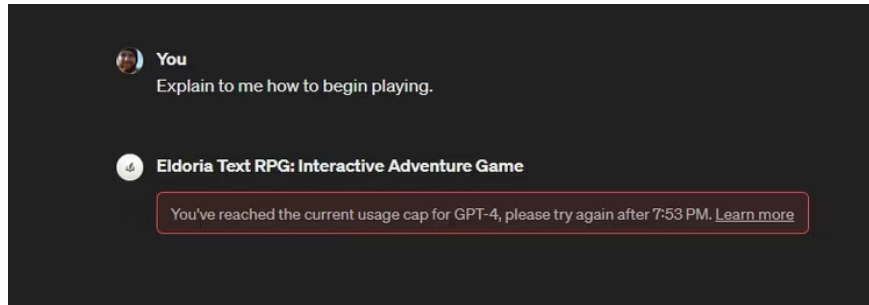 You
Explain to me how to begin playing.
Eldoria Text RPG: Interactive Adventure Game
You've reached the current usage cap for GPT-4, please try again after 7:53 PM. Learn more